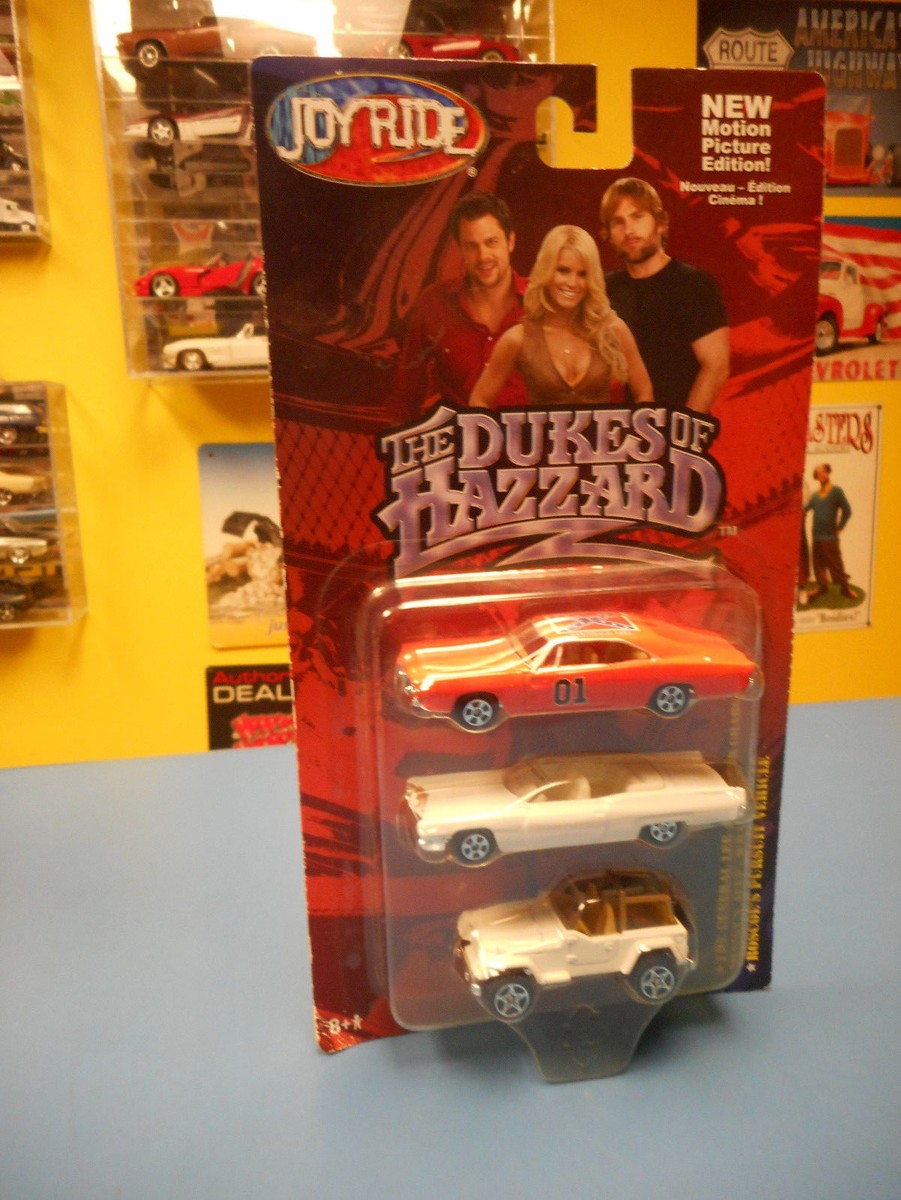 JOYRIDE
®
NEW
Motion
Picture
Edition!
Nouveau – Édition
Cinéma !
THE DUKES OF
HAZZARD
TM
01
ROSCOE'S PURSUIT VEHICLE
8+
ROUTE
AMERICA
HIGHWAY
DEAL